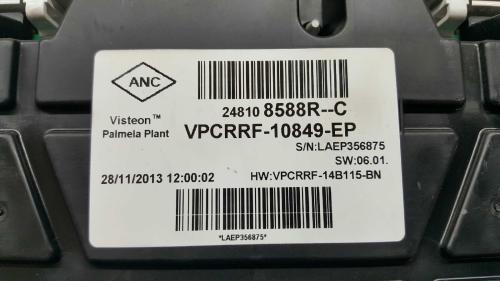 ANC
Visteon™
Palmela Plant
24810 8588R--C
VPCRRF-10849-EP
S/N:LAEP356875
SW:06.01.
28/11/2013 12:00:02
HW:VPCRRF-14B115-BN
*LAEP356875*